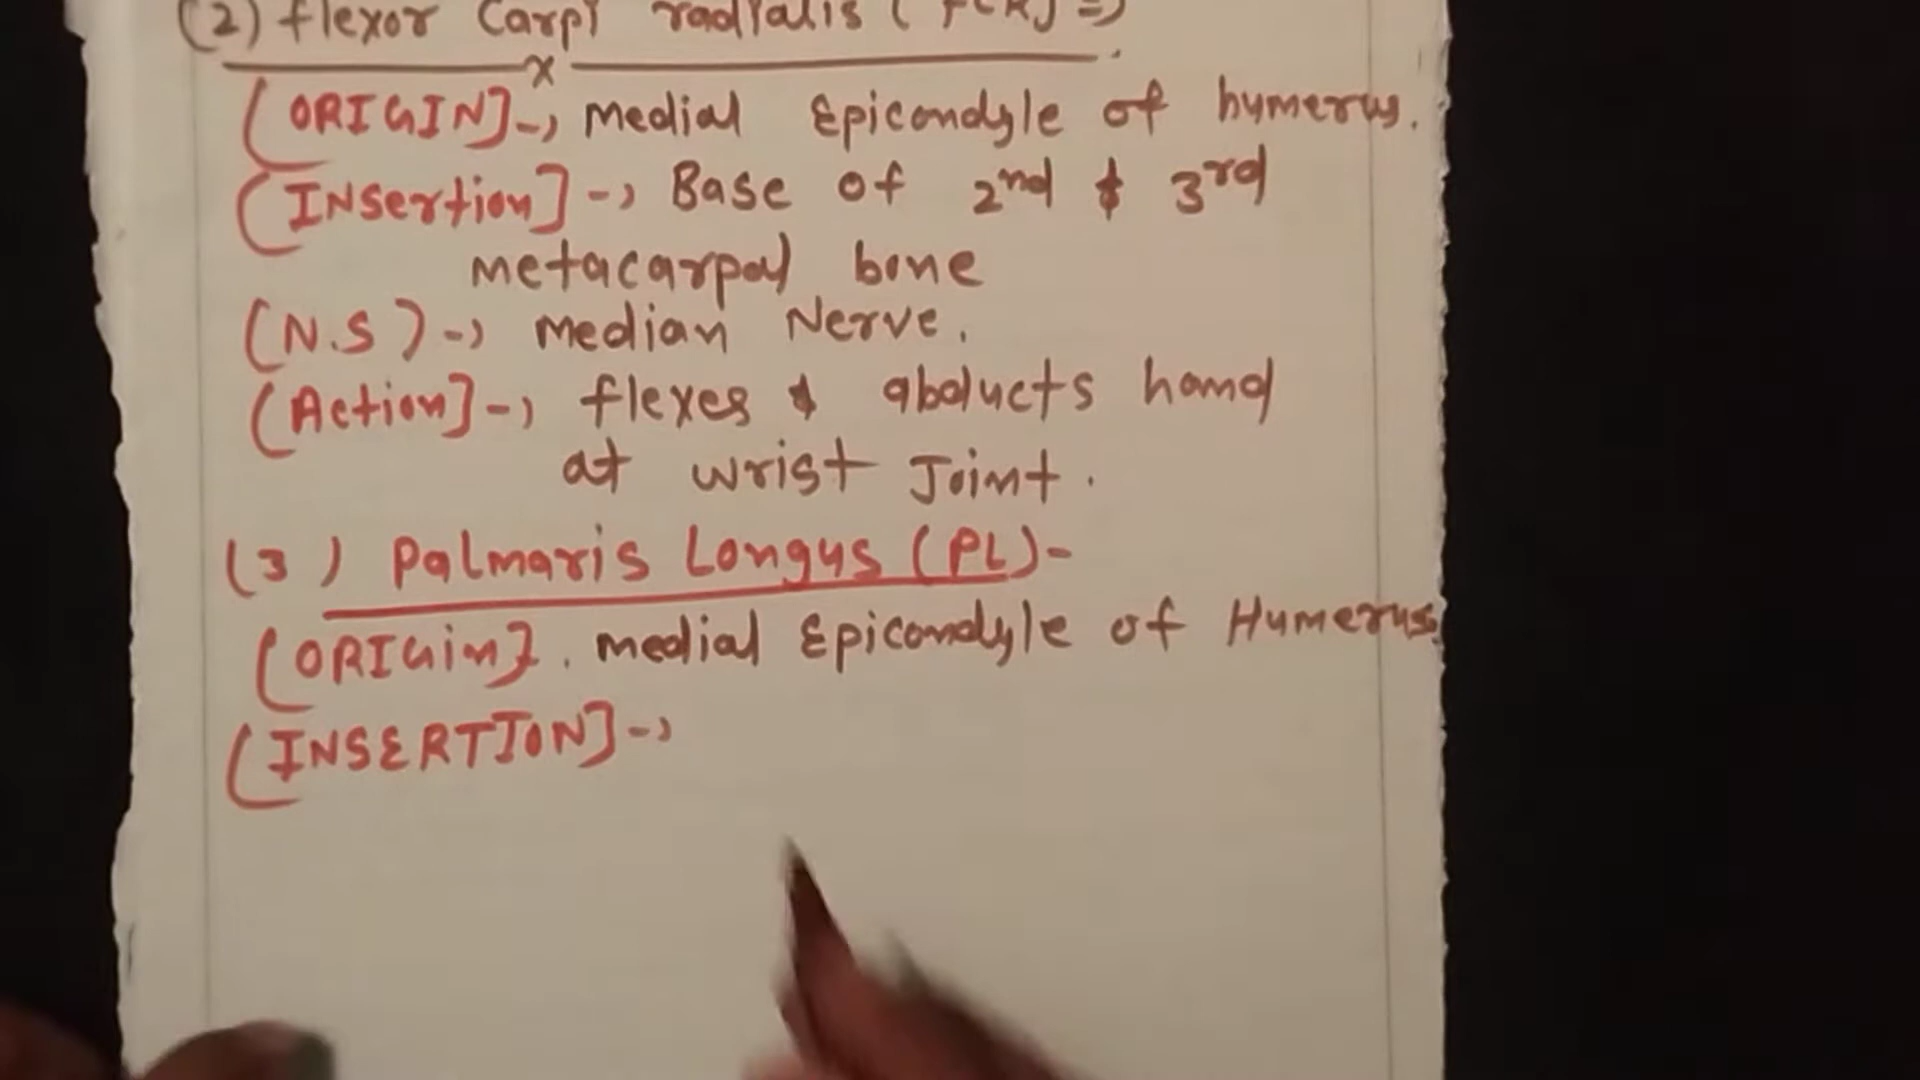 (2) flexor Carpi radialis (FCR) =>
[ORIGIN] -> Medial Epicondyle of humerus.
[INsertion] -> Base of 2nd & 3rd
metacarpal bone
(N.S) -> Median Nerve.
(Action] -> flexes & abducts hand
at wrist Joint.
(3) Palmaris Longus (PL)-
[ORIGin]. medial Epicondyle of Humerus.
[INSERTION] ->